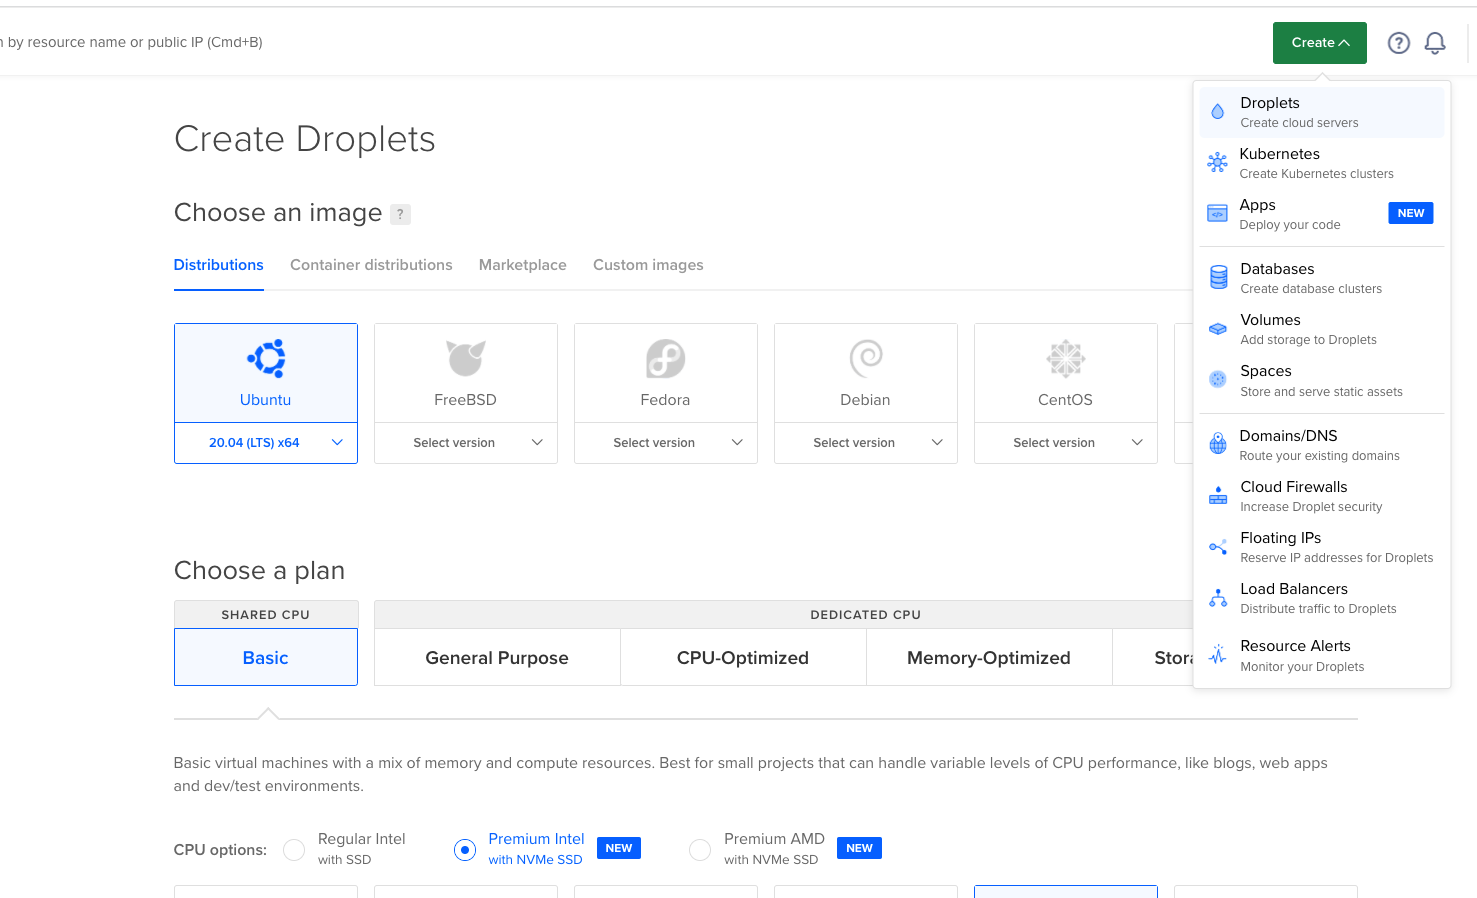 by resource name or public IP (Cmd+B)
Create
?
Create Droplets
Choose an image ?
Distributions Container distributions Marketplace Custom images
Ubuntu
20.04 (LTS) x64
FreeBSD
Select version
Fedora
Select version
Debian
Select version
CentOS
Select version
Choose a plan
SHARED CPU
Basic
DEDICATED CPU
General Purpose
CPU-Optimized
Memory-Optimized
Basic virtual machines with a mix of memory and compute resources. Best for small projects that can handle variable levels of CPU performance, like blogs, web apps
and dev/test environments.
CPU options:
Regular Intel
with SSD
Premium Intel NEW
with NVMe SSD
Premium AMD NEW
with NVMe SSD
Droplets
Create cloud servers
Kubernetes
Create Kubernetes clusters
Apps
Deploy your code
NEW
Databases
Create database clusters
Volumes
Add storage to Droplets
Spaces
Store and serve static assets
Domains/DNS
Route your existing domains
Cloud Firewalls
Increase Droplet security
Floating IPs
Reserve IP addresses for Droplets
Load Balancers
Distribute traffic to Droplets
Resource Alerts
Monitor your Droplets